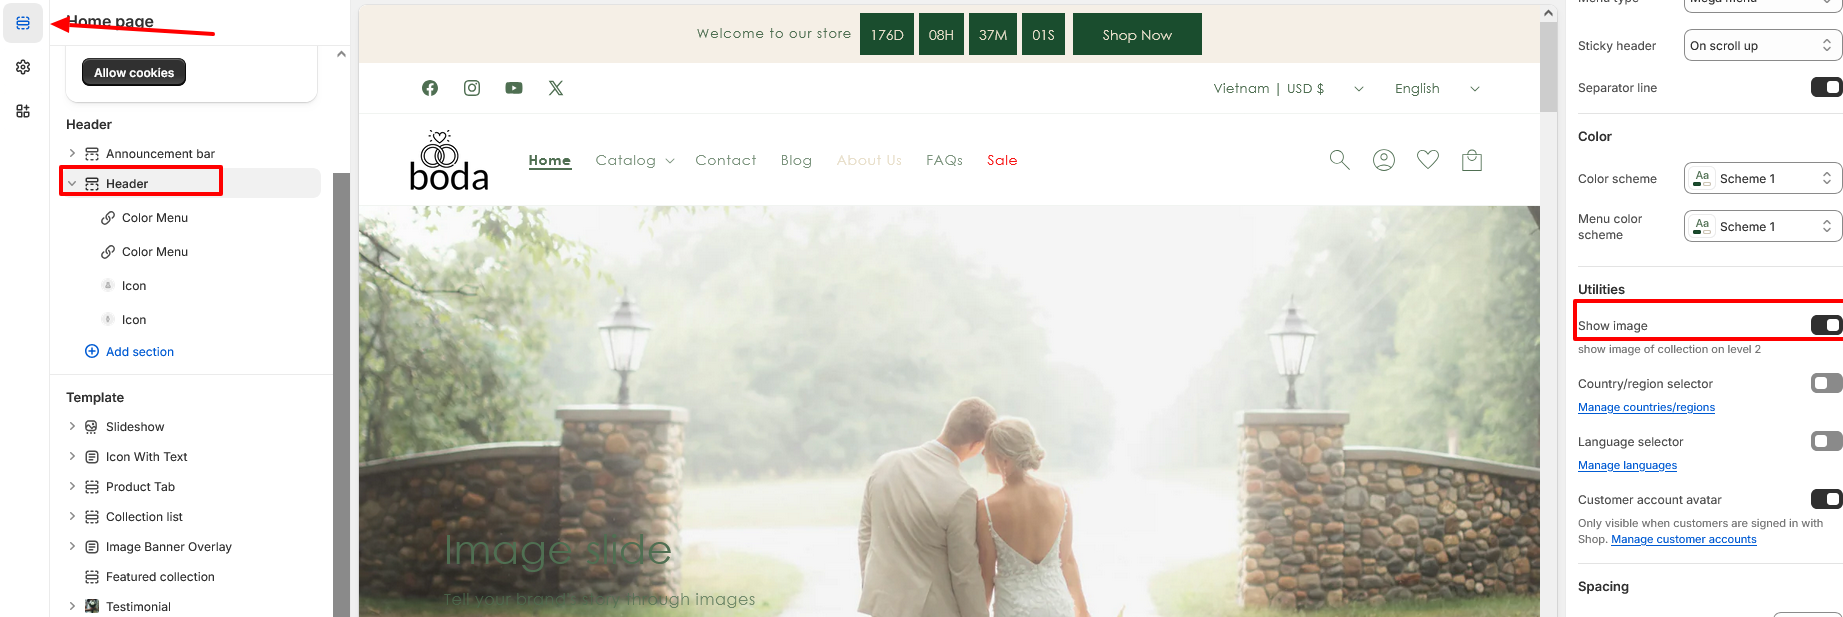 Home page
Allow cookies
Header
Announcement bar
Header
Color Menu
Color Menu
Icon
Icon
Add section
Template
Slideshow
Icon With Text
Product Tab
Collection list
Image Banner Overlay
Featured collection
Testimonial
Welcome to our store
176D
08H
37M
01S
Shop Now
Vietnam | USD $
English
boda
Home
Catalog
Contact
Blog
About Us
FAQs
Sale
Image slide
Tell your brand's story through images
Menu type
Mega menu
Sticky header
On scroll up
Separator line
Color
Color scheme
Aa
Scheme 1
Menu color
scheme
Aa
Scheme 1
Utilities
Show image
show image of collection on level 2
Country/region selector
Manage countries/regions
Language selector
Manage languages
Customer account avatar
Only visible when customers are signed in with
Shop. Manage customer accounts
Spacing